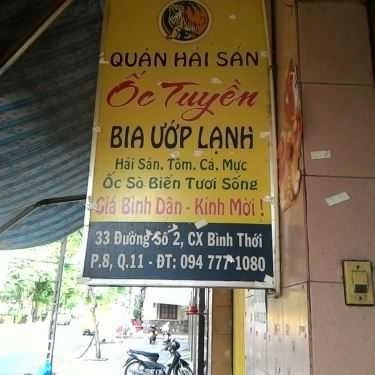 QUÁN HẢI SẢN
Ốc Tuyền
BIA ƯỚP LẠNH
Hải Sản, Tôm, Cá, Mực
Ốc Sò Biển Tươi Sống
Giá Bình Dân - Kính Mời !
33 Đường Số 2, CX Bình Thới
P.8, Q.11 - ĐT: 094 777 1080